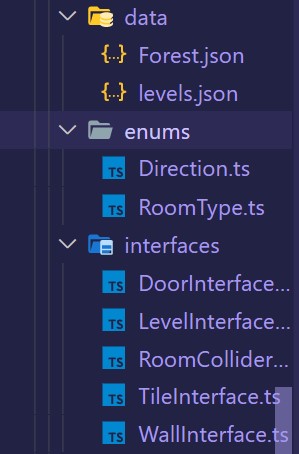 data
{..} Forest.json
{..} levels.json
enums
TS Direction.ts
TS RoomType.ts
interfaces
TS DoorInterface...
TS LevelInterface...
TS RoomCollider...
TS TileInterface.ts
TS WallInterface.ts